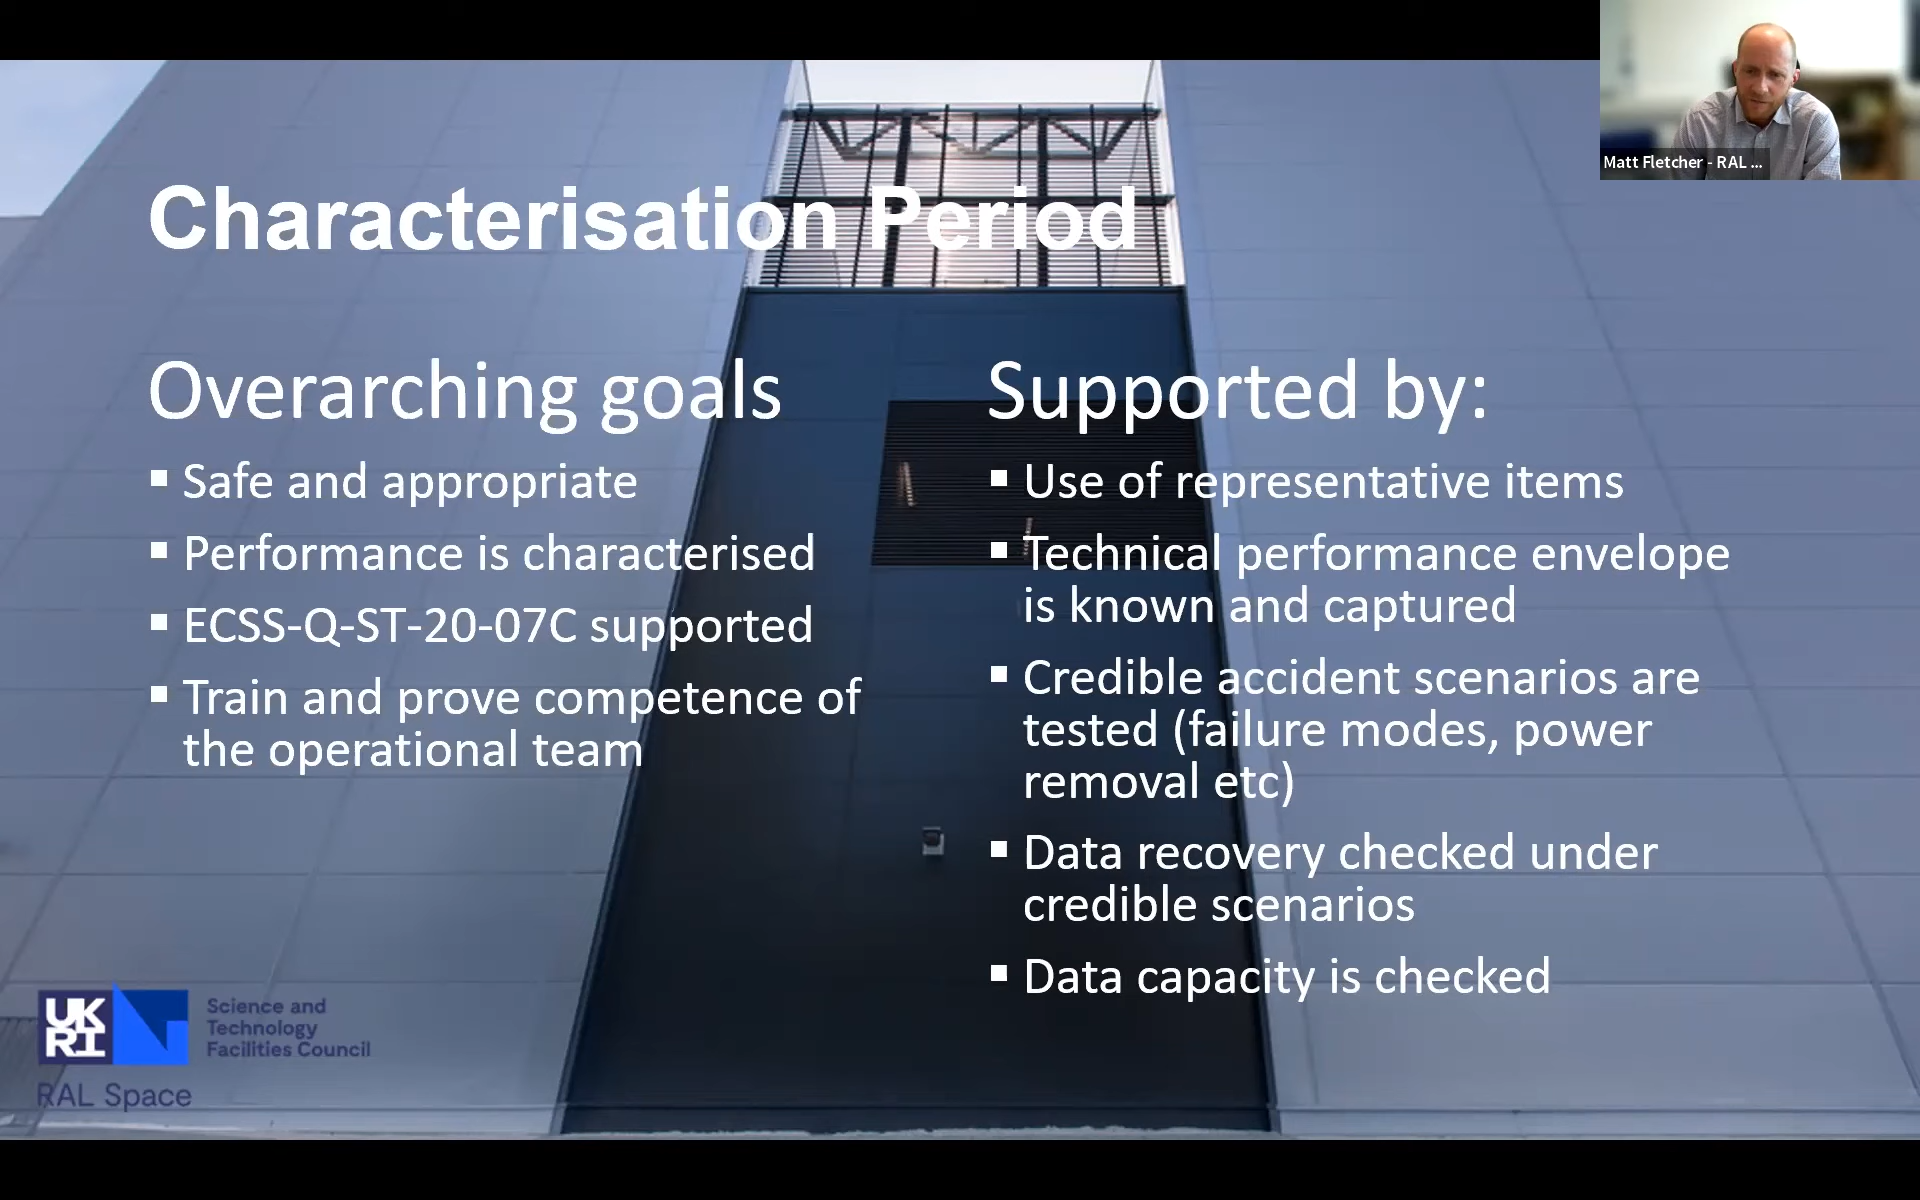 Matt Fletcher - RAL ...
Characterisation Period
Overarching goals
▪ Safe and appropriate
▪ Performance is characterised
▪ ECSS-Q-ST-20-07C supported
▪ Train and prove competence of
the operational team
Supported by:
▪ Use of representative items
▪ Technical performance envelope
is known and captured
▪ Credible accident scenarios are
tested (failure modes, power
removal etc)
▪ Data recovery checked under
credible scenarios
▪ Data capacity is checked
UK
RI
Science and
Technology
Facilities Council
RAL Space